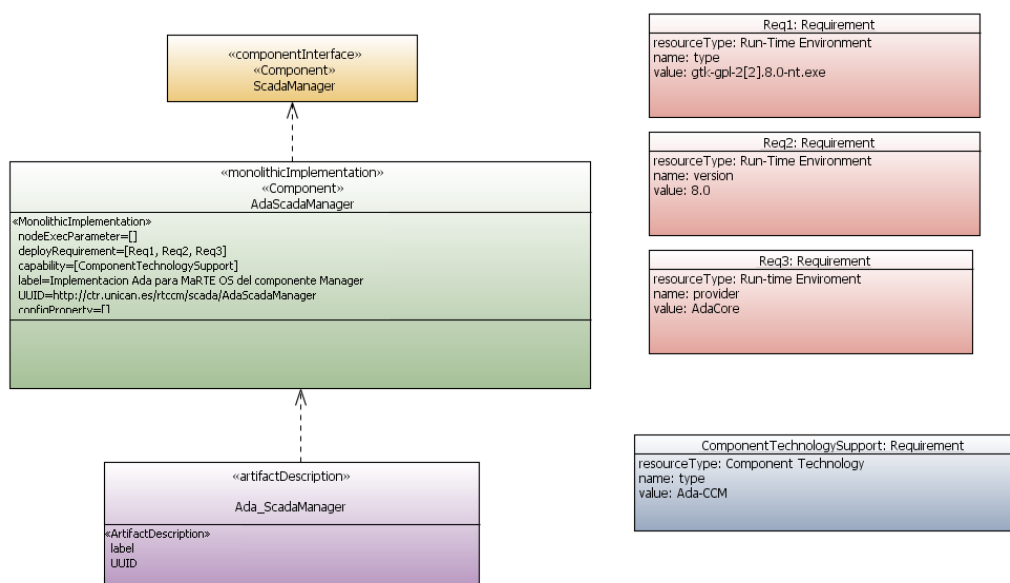 «componentInterface»
«Component»
ScadaManager
«monolithicImplementation»
«Component»
AdaScadaManager
«MonolithicImplementation»
nodeExecParameter=[]
deployRequirement=[Req1, Req2, Req3]
capability=[ComponentTechnologySupport]
label=Implementacion Ada para MaRTE OS del componente Manager
UUID=http://ctr.unican.es/rtccm/scada/AdaScadaManager
configProperty=[]
«artifactDescription»
Ada_ScadaManager
«ArtifactDescription»
label
UUID
Req1: Requirement
resourceType: Run-Time Environment
name: type
value: gtk-gpl-2[2].8.0-nt.exe
Req2: Requirement
resourceType: Run-Time Environment
name: version
value: 8.0
Req3: Requirement
resourceType: Run-time Enviroment
name: provider
value: AdaCore
ComponentTechnologySupport: Requirement
resourceType: Component Technology
name: type
value: Ada-CCM